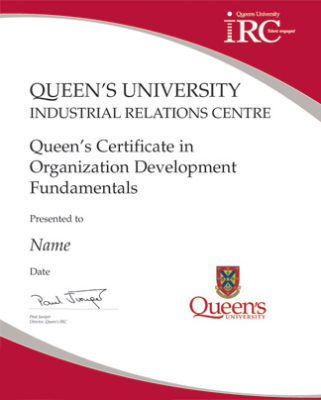 Queen's University
IRC
Talent engaged
QUEEN'S UNIVERSITY
INDUSTRIAL RELATIONS CENTRE
Queen's Certificate in
Organization Development
Fundamentals
Presented to
Name
Date
Paul Juniper
Paul Juniper
Director, Queen's IRC
Queen's
UNIVERSITY